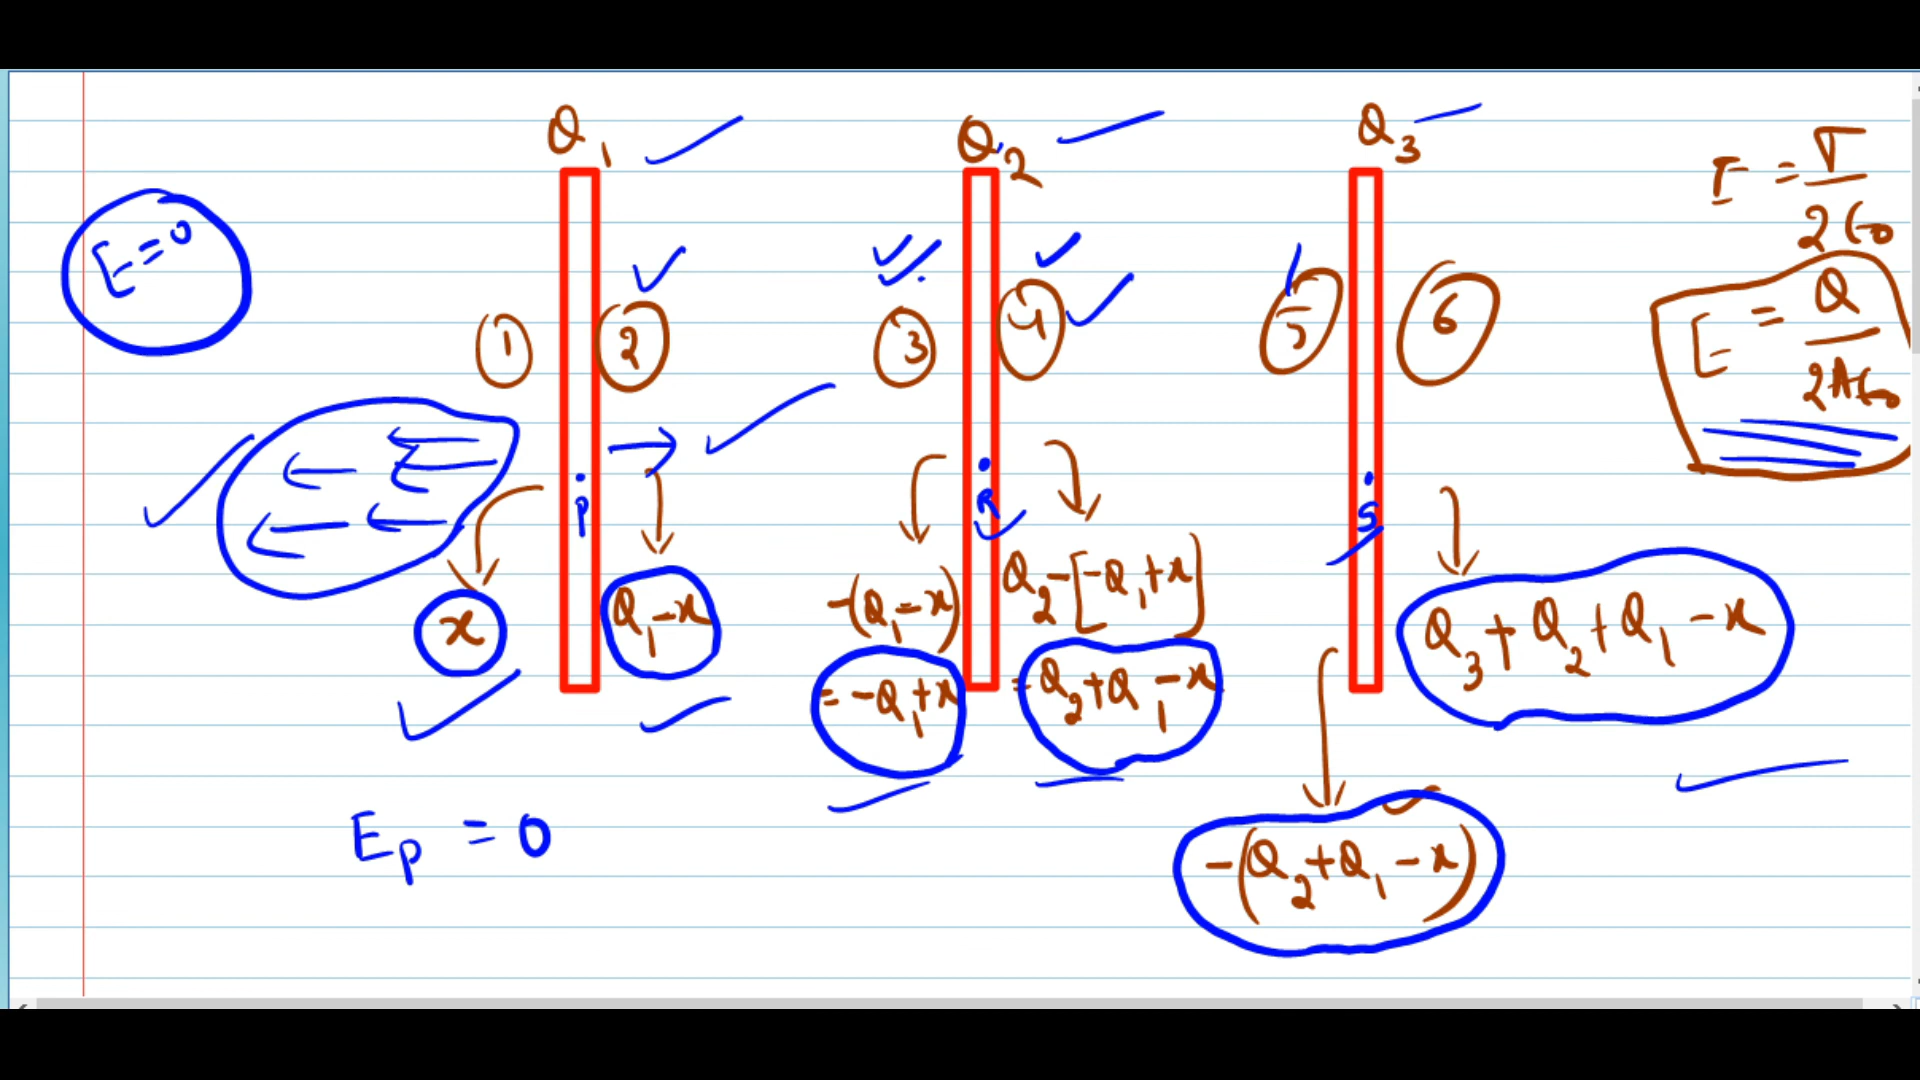 Q₁ Q₂ Q₃
E = σ/2ϵ₀
E=0
① ② ③ ④ ⑤ ⑥
E = Q/2Aϵ₀
P R S
x Q₁-x -(Q₁-x) Q₂-[-Q₁+x] Q₃+Q₂+Q₁-x
= -Q₁+x = Q₂+Q₁-x
E_P = 0
-(Q₂+Q₁-x)